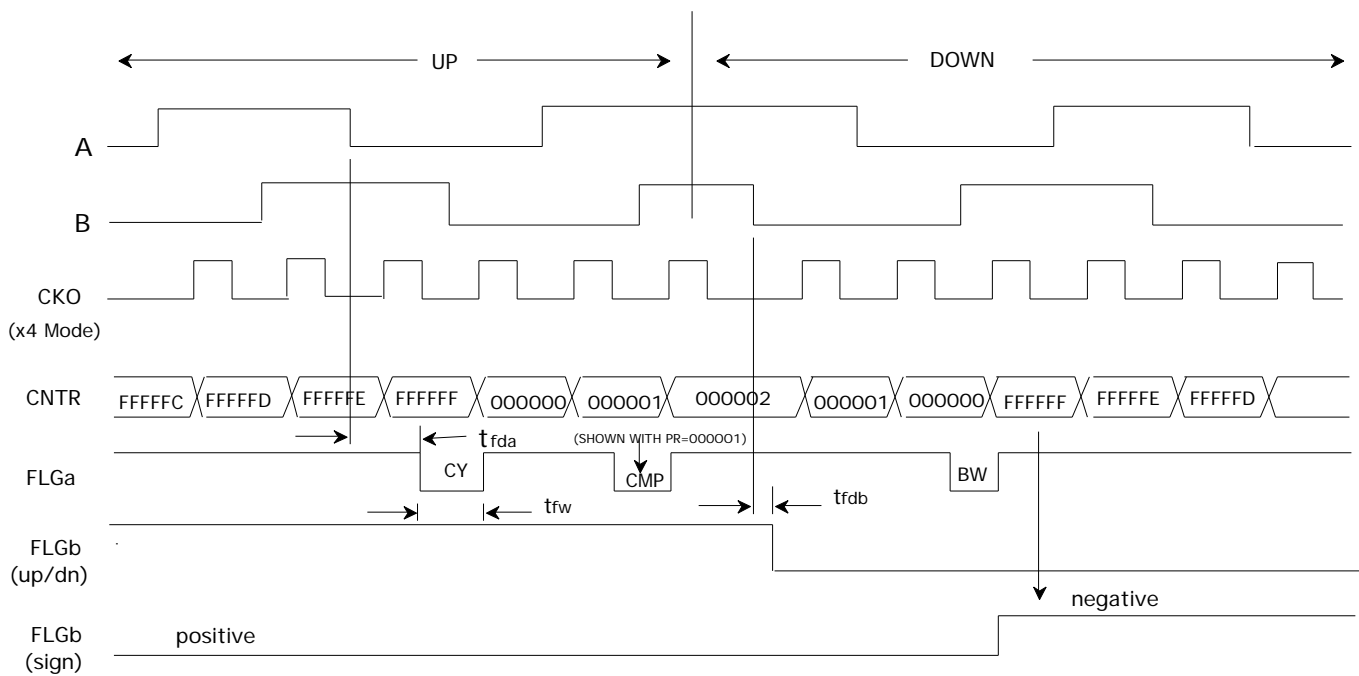 UP DOWN
A
B
CKO
(x4 Mode)
CNTR FFFFFC FFFFFD FFFFFE FFFFFF 000000 000001 000002 000001 000000 FFFFFF FFFFFE FFFFFD
tfda (SHOWN WITH PR=000001)
FLGa CY CMP BW
tfw tfdb
FLGb
(up/dn)
negative
FLGb positive
(sign)